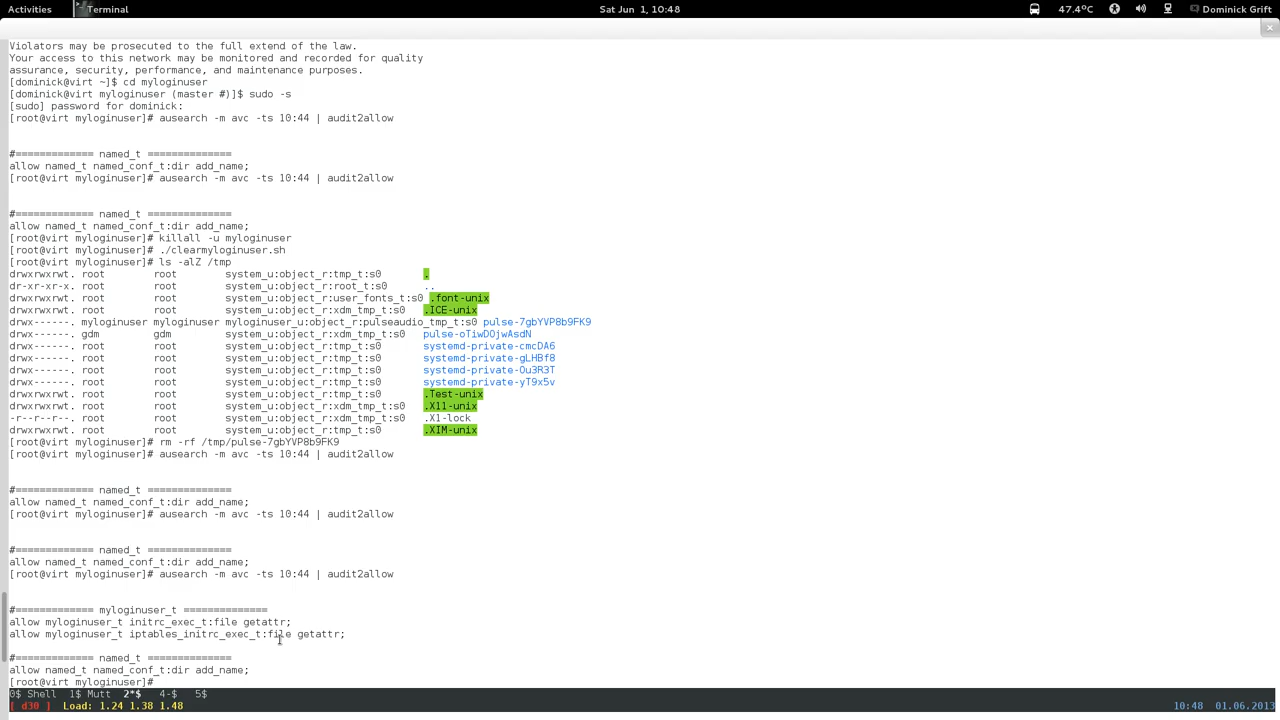 Activities Terminal Sat Jun 1, 10:48 47.4°C Dominick Grift
Violators may be prosecuted to the full extend of the law.
Your access to this network may be monitored and recorded for quality
assurance, security, performance, and maintenance purposes.
[dominick@virt ~]$ cd myloginuser
[dominick@virt myloginuser (master #)]$ sudo -s
[sudo] password for dominick:
[root@virt myloginuser]# ausearch -m avc -ts 10:44 | audit2allow
#============= named_t ==============
allow named_t named_conf_t:dir add_name;
[root@virt myloginuser]# ausearch -m avc -ts 10:44 | audit2allow
#============= named_t ==============
allow named_t named_conf_t:dir add_name;
[root@virt myloginuser]# killall -u myloginuser
[root@virt myloginuser]# ./clearmyloginuser.sh
[root@virt myloginuser]# ls -alZ /tmp
drwxrwxrwt. root root system_u:object_r:tmp_t:s0 .
dr-xr-xr-x. root root system_u:object_r:root_t:s0 ..
drwxrwxrwt. root root system_u:object_r:user_fonts_t:s0 .font-unix
drwxrwxrwt. root root system_u:object_r:xdm_tmp_t:s0 .ICE-unix
drwx------. myloginuser myloginuser myloginuser_u:object_r:pulseaudio_tmp_t:s0 pulse-7gbYVP8b9FK9
drwx------. gdm gdm system_u:object_r:xdm_tmp_t:s0 pulse-oTiwDOjwAsdN
drwx------. root root system_u:object_r:tmp_t:s0 systemd-private-cmcDA6
drwx------. root root system_u:object_r:tmp_t:s0 systemd-private-gLHBf8
drwx------. root root system_u:object_r:tmp_t:s0 systemd-private-Ou3R3T
drwx------. root root system_u:object_r:tmp_t:s0 systemd-private-yT9x5v
drwxrwxrwt. root root system_u:object_r:tmp_t:s0 .Test-unix
drwxrwxrwt. root root system_u:object_r:xdm_tmp_t:s0 .X11-unix
-r--r--r--. root root system_u:object_r:xdm_tmp_t:s0 .X1-lock
drwxrwxrwt. root root system_u:object_r:tmp_t:s0 .XIM-unix
[root@virt myloginuser]# rm -rf /tmp/pulse-7gbYVP8b9FK9
[root@virt myloginuser]# ausearch -m avc -ts 10:44 | audit2allow
#============= named_t ==============
allow named_t named_conf_t:dir add_name;
[root@virt myloginuser]# ausearch -m avc -ts 10:44 | audit2allow
#============= named_t ==============
allow named_t named_conf_t:dir add_name;
[root@virt myloginuser]# ausearch -m avc -ts 10:44 | audit2allow
#============= myloginuser_t ==============
allow myloginuser_t initrc_exec_t:file getattr;
allow myloginuser_t iptables_initrc_exec_t:file getattr;
#============= named_t ==============
allow named_t named_conf_t:dir add_name;
[root@virt myloginuser]#
0$ Shell 1$ Mutt 2*$ 4-$ 5$
[ d30 ] Load: 1.24 1.38 1.48 10:48 01.06.2013